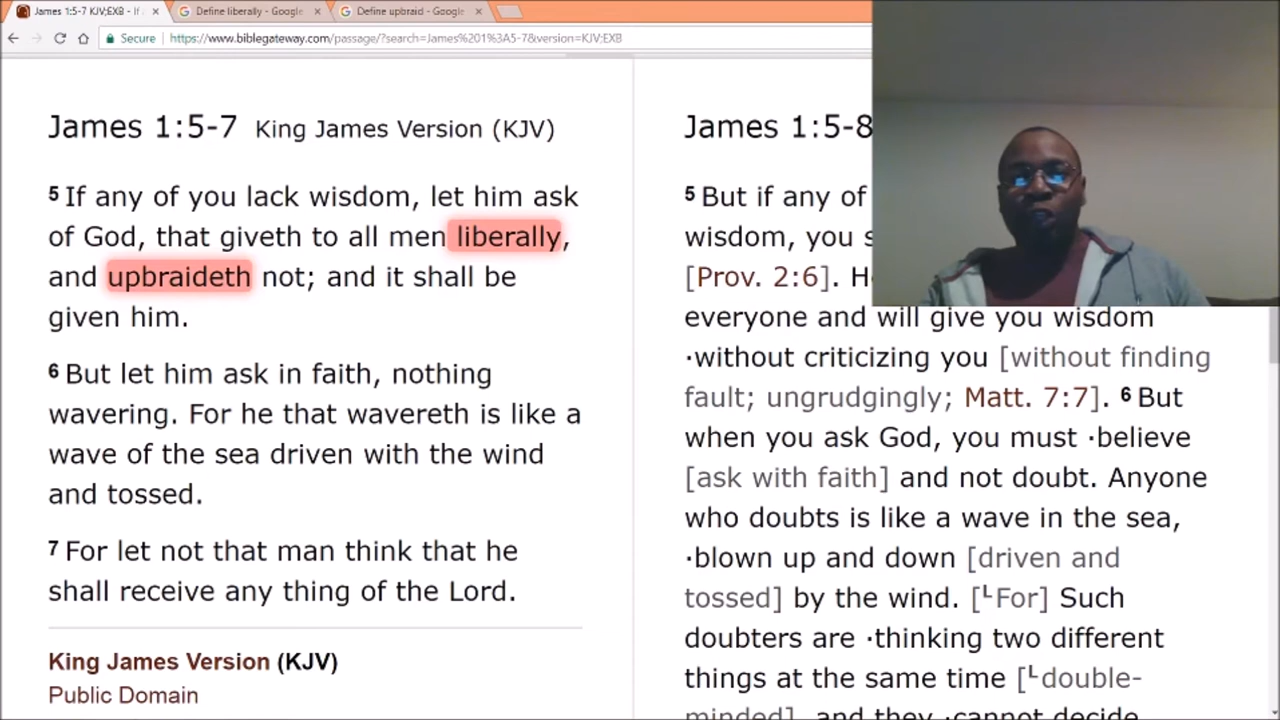 James 1:5-7 KJV;EXB - If
Define liberally - Google
Define upbraid - Google
Secure https://www.biblegateway.com/passage/?search=James%201%3A5-7&version=KJV;EXB
James 1:5-7 King James Version (KJV)
5 If any of you lack wisdom, let him ask
of God, that giveth to all men liberally,
and upbraideth not; and it shall be
given him.
6 But let him ask in faith, nothing
wavering. For he that wavereth is like a
wave of the sea driven with the wind
and tossed.
7 For let not that man think that he
shall receive any thing of the Lord.
King James Version (KJV)
Public Domain
James 1:5-8
5 But if any of
wisdom, you s
[Prov. 2:6]. H
everyone and will give you wisdom
·without criticizing you [without finding
fault; ungrudgingly; Matt. 7:7]. 6 But
when you ask God, you must ·believe
[ask with faith] and not doubt. Anyone
who doubts is like a wave in the sea,
·blown up and down [driven and
tossed] by the wind. [LFor] Such
doubters are ·thinking two different
things at the same time [Ldouble-
minded], and they ·cannot decide